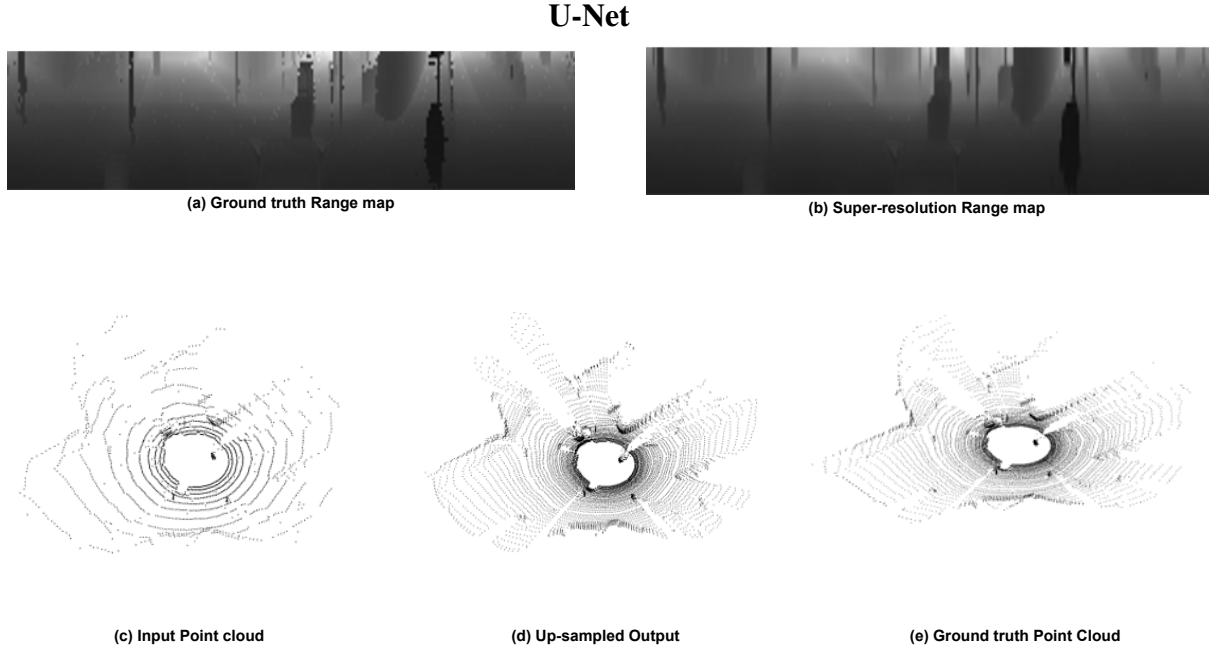 U-Net
(a) Ground truth Range map
(b) Super-resolution Range map
(c) Input Point cloud
(d) Up-sampled Output
(e) Ground truth Point Cloud